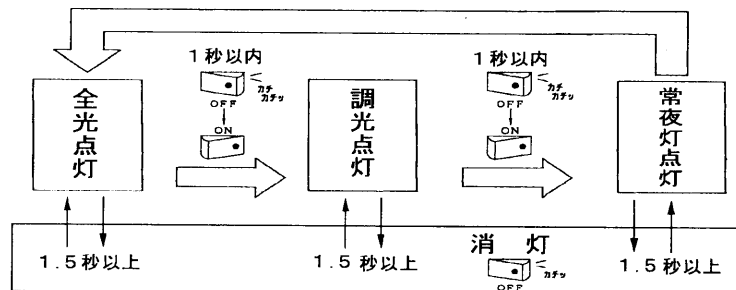 1秒以内
カチ
カチッ
OFF
ON
1秒以内
カチ
カチッ
OFF
ON
全光点灯
調光点灯
常夜灯点灯
消 灯
カチッ
OFF
1.5秒以上
1.5秒以上
1.5秒以上